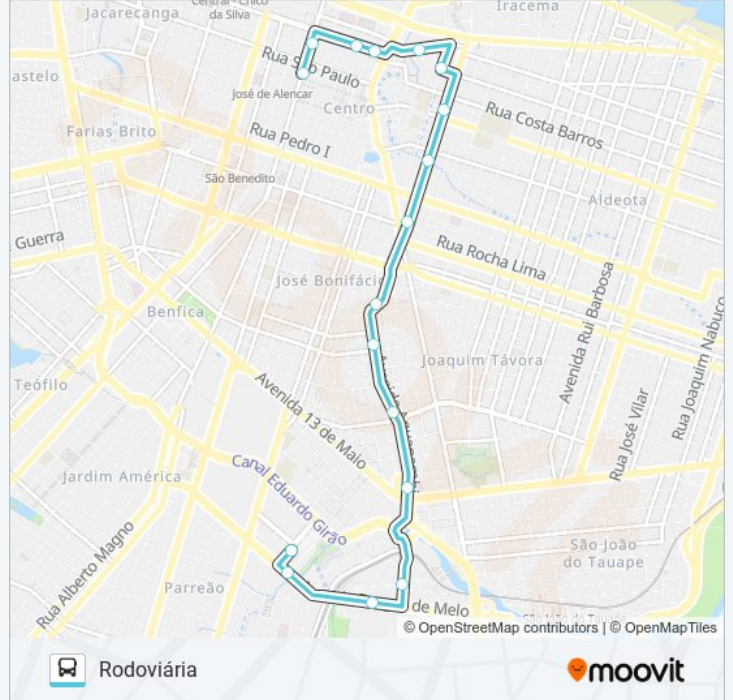 Jacarecanga
Central - Chico
da Silva
Iracema
Rua São Paulo
astelo
José de Alencar
Centro
Rua Costa Barros
Farias Brito
Rua Pedro I
São Benedito
Aldeota
Guerra
Rua Rocha Lima
José Bonifácio
Benfica
Avenida Rui Barbosa
Rua Joaquim Nabuco
Joaquim Távora
Teófilo
Avenida 13 de Maio
Rua José Vilar
Jardim América
Canal Eduardo Girão
Rua Alberto Magno
São João
do Tauape
Parreão
de Melo
© OpenStreetMap contributors | © OpenMapTiles
Rodoviária
moovit